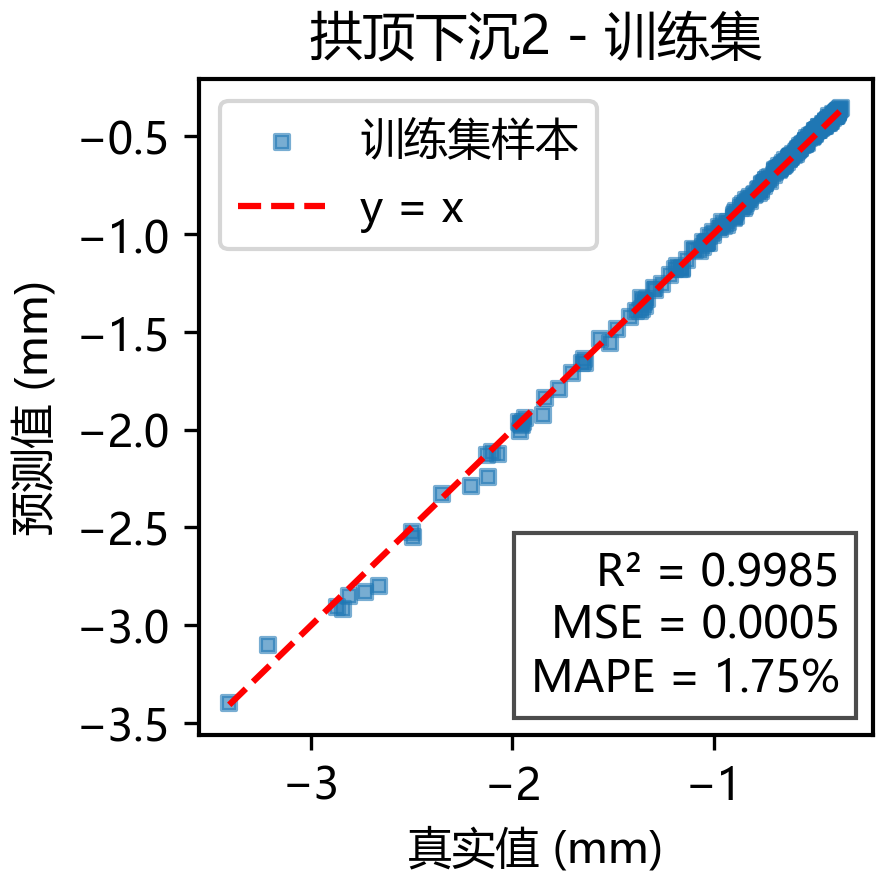 拱顶下沉2 - 训练集
训练集样本
y = x
−0.5
−1.0
−1.5
−2.0
−2.5
−3.0
−3.5
预测值 (mm)
R² = 0.9985
MSE = 0.0005
MAPE = 1.75%
−3
−2
−1
真实值 (mm)